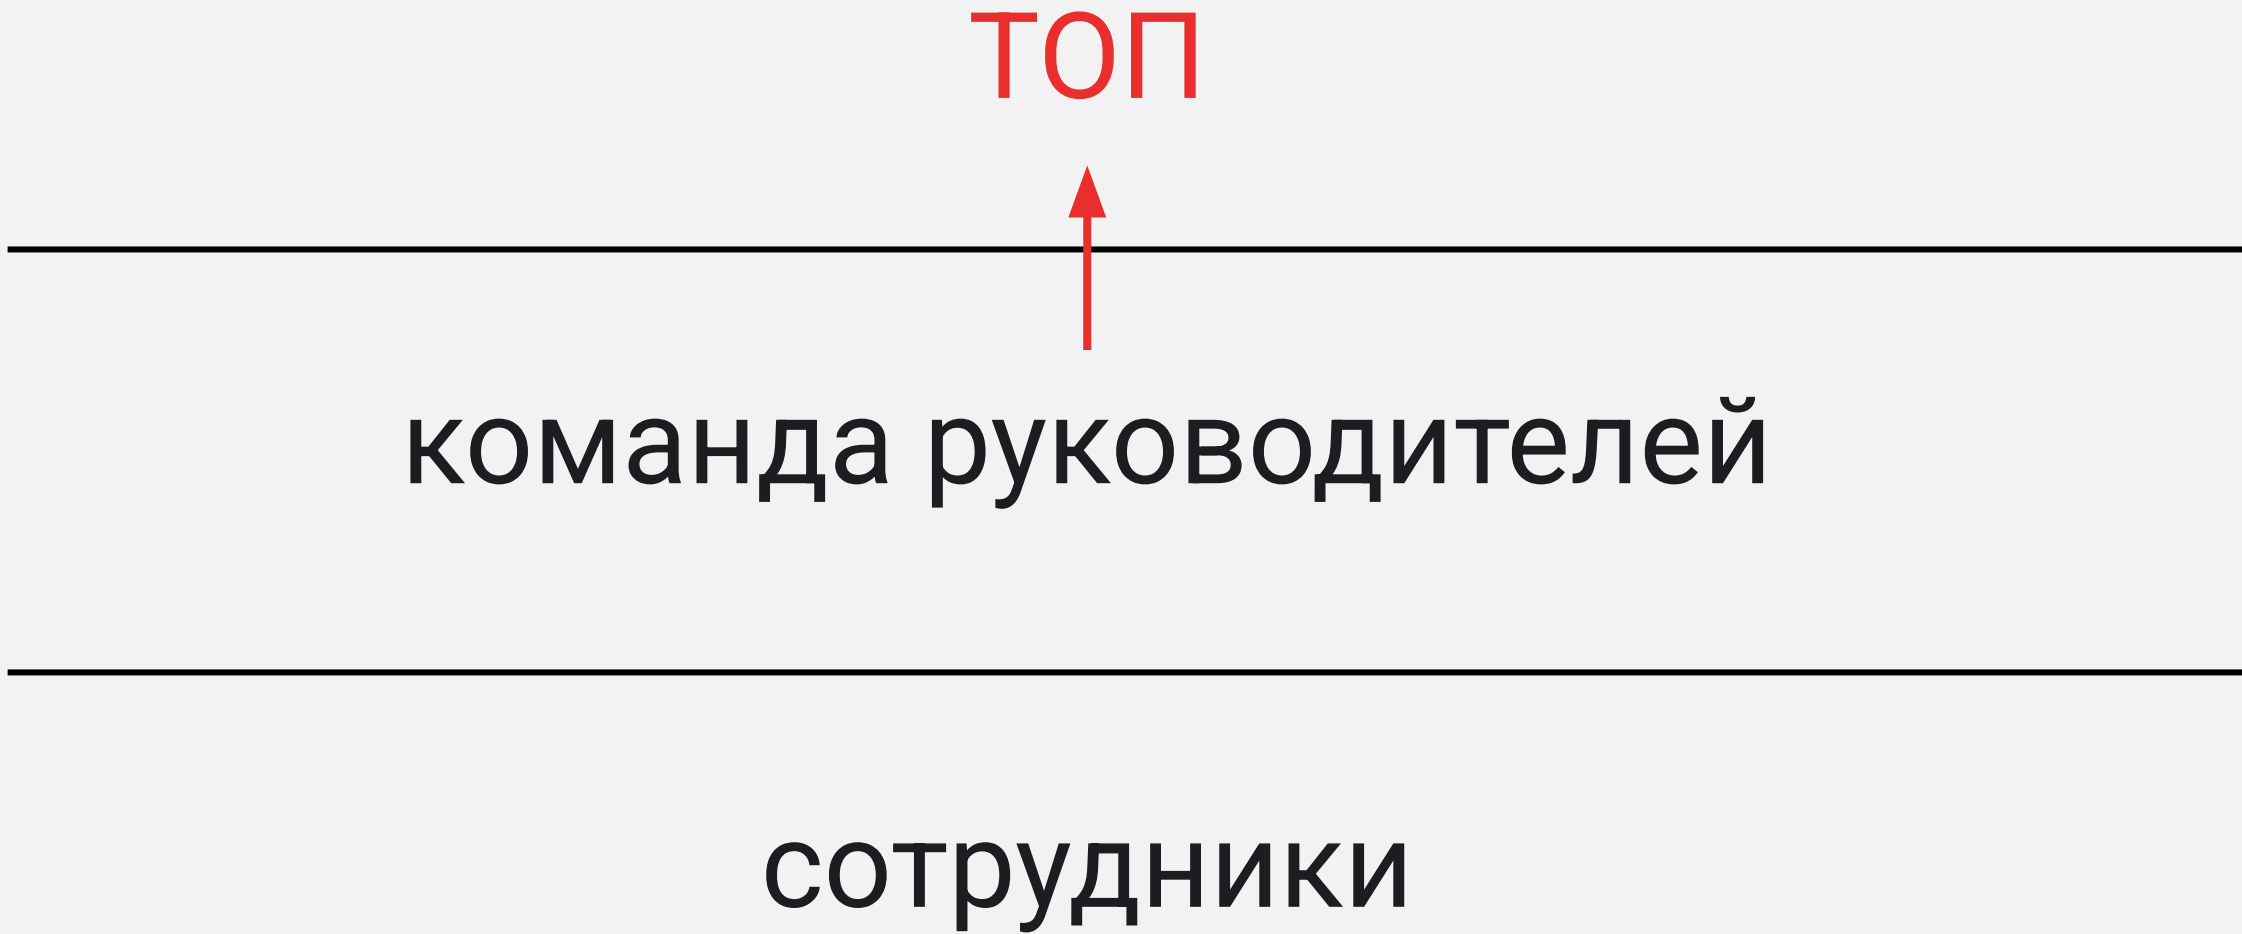 ТОП
команда руководителей
сотрудники